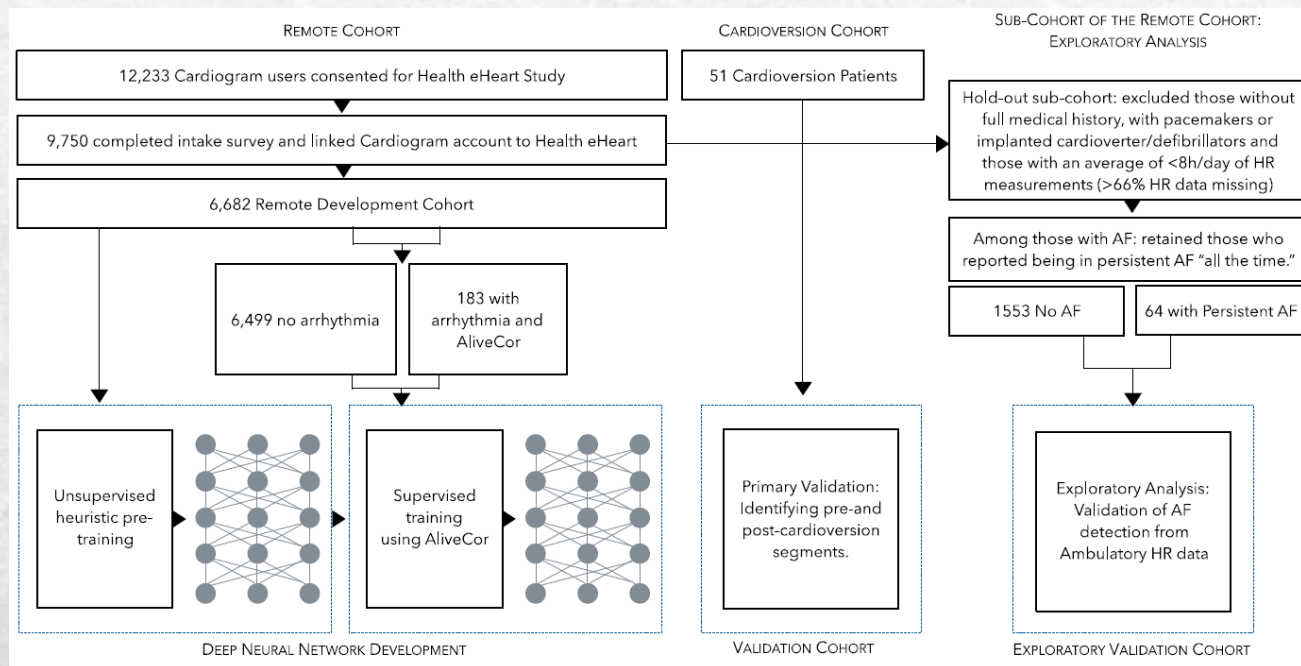 REMOTE COHORT
12,233 Cardiogram users consented for Health eHeart Study
9,750 completed intake survey and linked Cardiogram account to Health eHeart
6,682 Remote Development Cohort
6,499 no arrhythmia
183 with
arrhythmia and
AliveCor
Unsupervised
heuristic pre-
training
Supervised
training
using AliveCor
DEEP NEURAL NETWORK DEVELOPMENT
CARDIOVERSION COHORT
51 Cardioversion Patients
Primary Validation:
Identifying pre-and
post-cardioversion
segments.
VALIDATION COHORT
SUB-COHORT OF THE REMOTE COHORT:
EXPLORATORY ANALYSIS
Hold-out sub-cohort: excluded those without
full medical history, with pacemakers or
implanted cardioverter/defibrillators and
those with an average of <8h/day of HR
measurements (>66% HR data missing)
Among those with AF: retained those who
reported being in persistent AF "all the time."
1553 No AF
64 with Persistent AF
Exploratory Analysis:
Validation of AF
detection from
Ambulatory HR data
EXPLORATORY VALIDATION COHORT